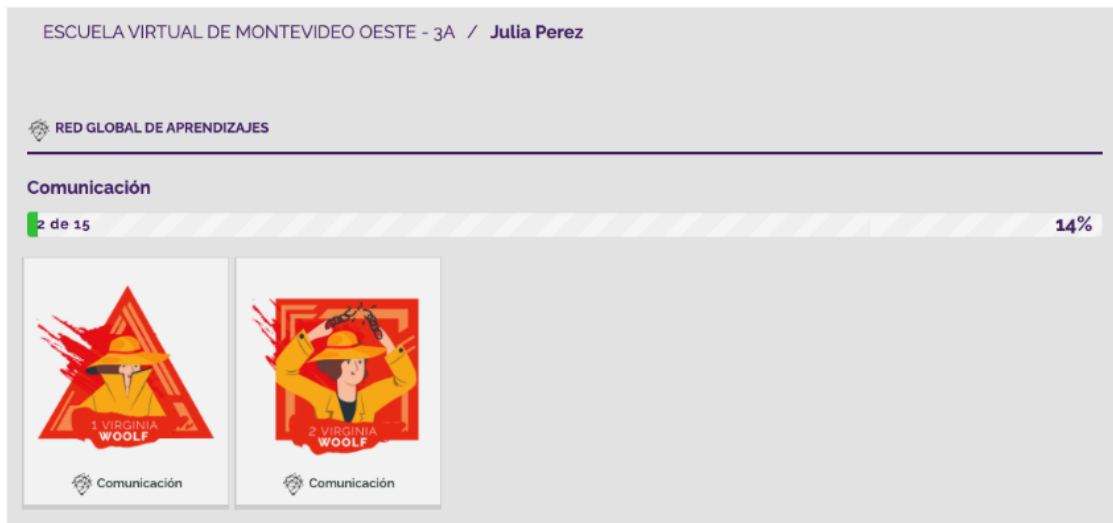 ESCUELA VIRTUAL DE MONTEVIDEO OESTE - 3A / Julia Perez
RED GLOBAL DE APRENDIZAJES
Comunicación
2 de 15 14%
1 VIRGINIA
WOOLF
Comunicación
2 VIRGINIA
WOOLF
Comunicación